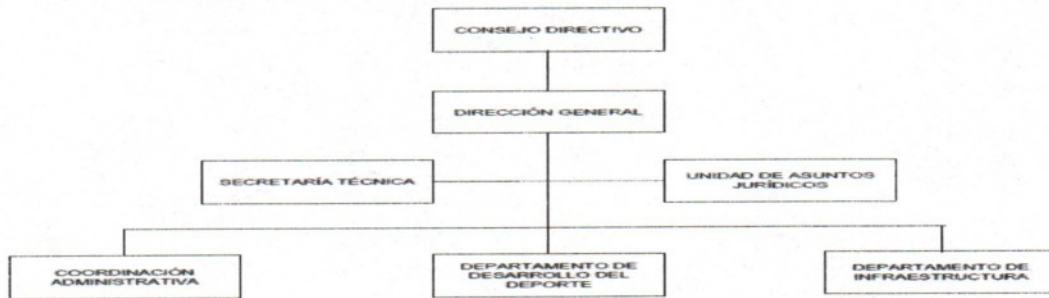 CONSEJO DIRECTIVO
DIRECCIÓN GENERAL
SECRETARÍA TÉCNICA
UNIDAD DE ASUNTOS
JURÍDICOS
COORDINACIÓN
ADMINISTRATIVA
DEPARTAMENTO DE
DESARROLLO DEL
DEPORTE
DEPARTAMENTO DE
INFRAESTRUCTURA